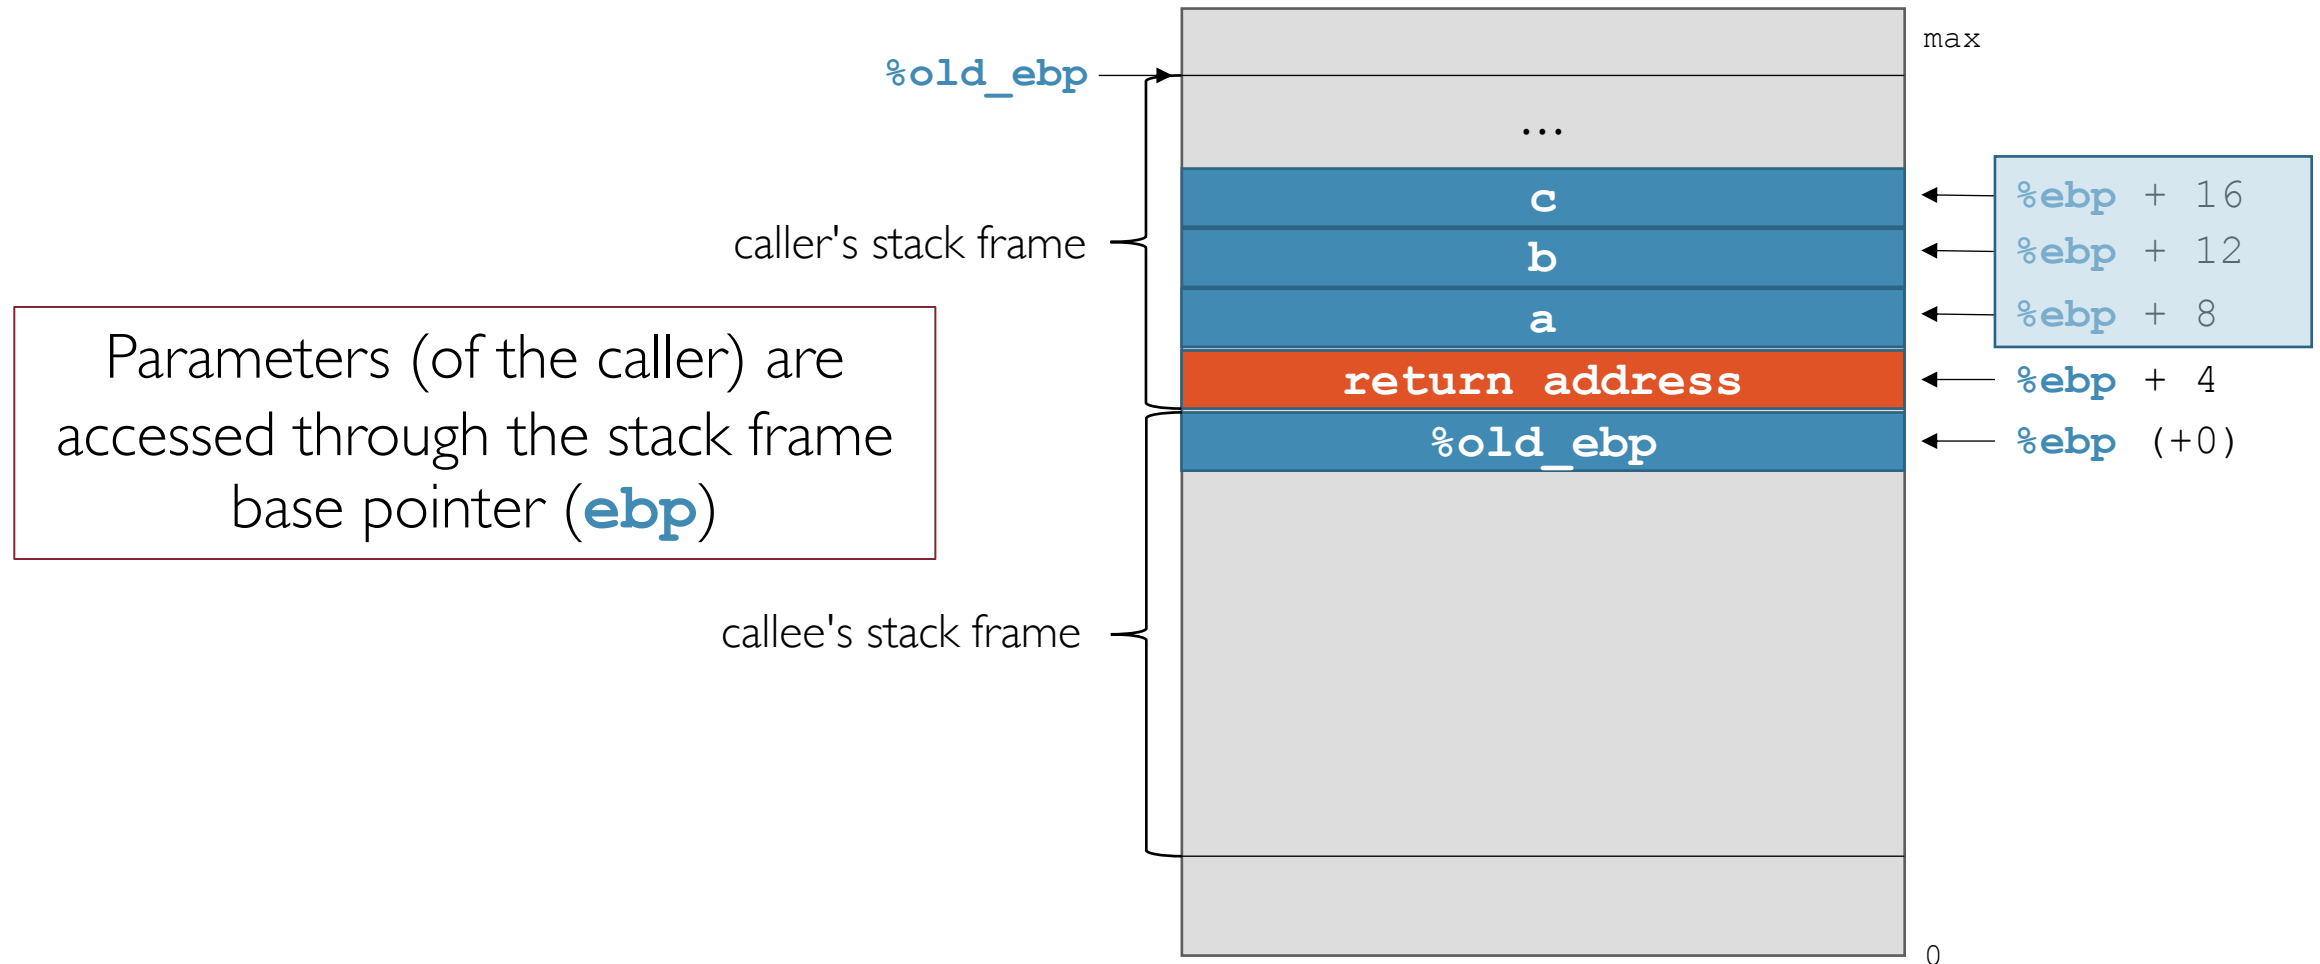 max
%old_ebp
...
c
%ebp + 16
caller's stack frame
b
%ebp + 12
a
%ebp + 8
Parameters (of the caller) are
accessed through the stack frame
base pointer (ebp)
return address
%ebp + 4
%old_ebp
%ebp (+0)
callee's stack frame
0